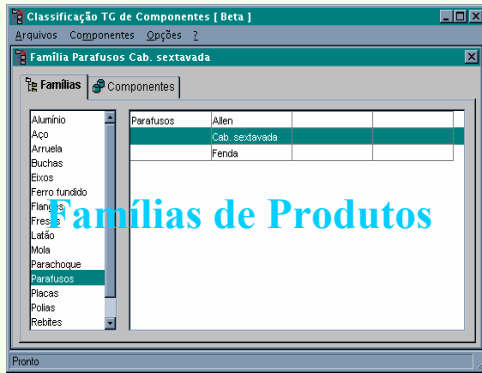 Classificação TG de Componentes [ Beta ]
Arquivos Componentes Opções ?
Família Parafusos Cab. sextavada
Famílias Componentes
Alumínio
Aço
Arruela
Buchas
Eixos
Ferro fundido
Flanges
Fresas
Latão
Mola
Parachoque
Parafusos
Placas
Polias
Rebites
Parafusos Allen
Cab. sextavada
Fenda
Famílias de Produtos
Pronto